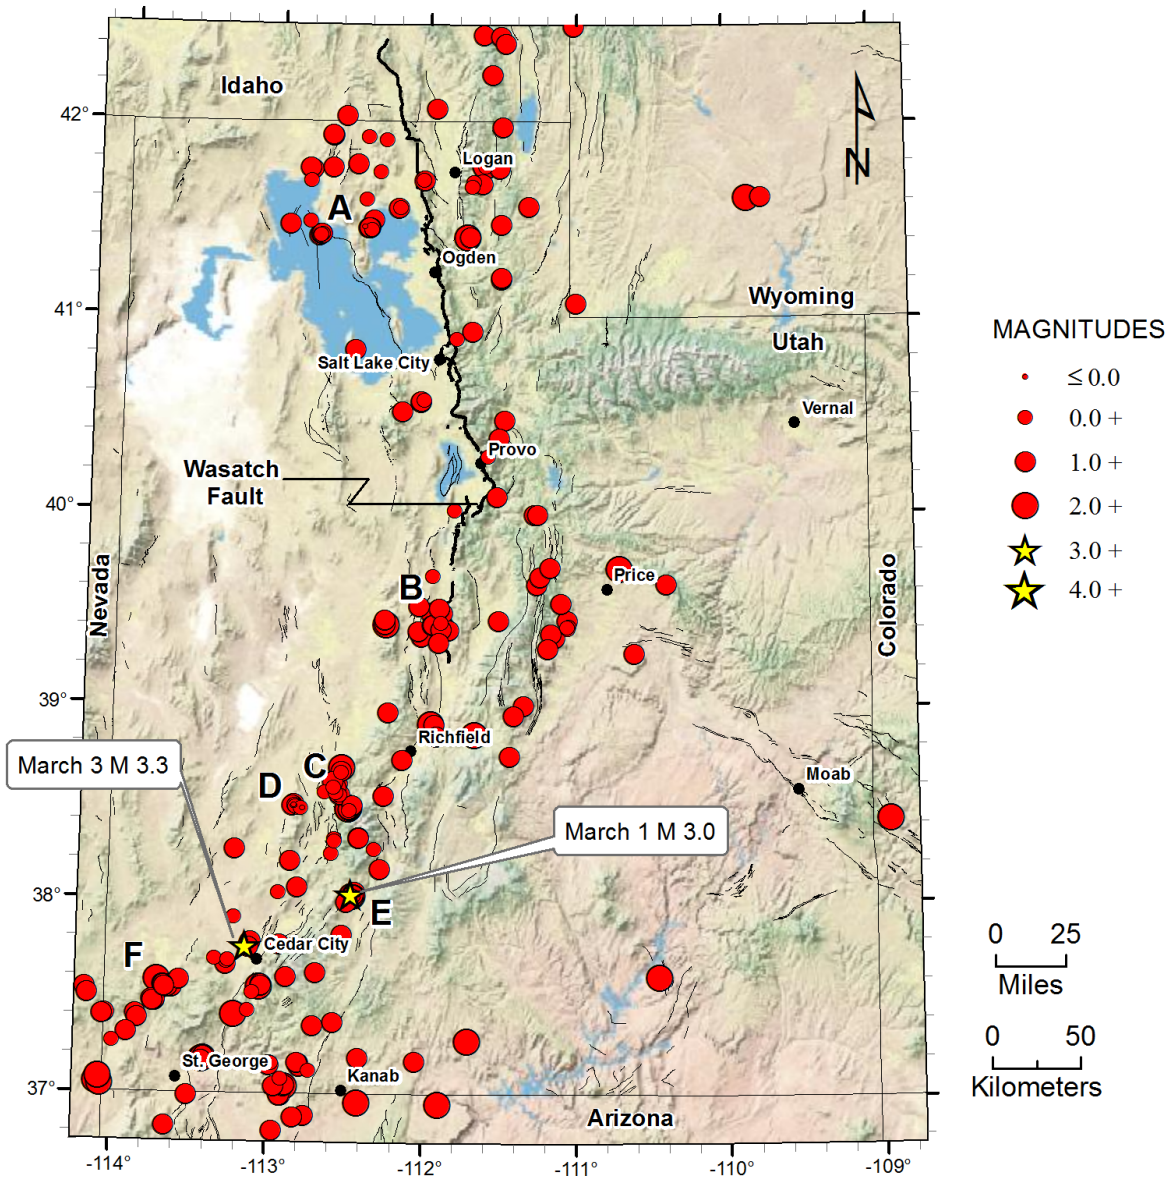 Idaho
42°
Logan
N
A
Ogden
Wyoming
41°
Utah
MAGNITUDES
Salt Lake City
≤ 0.0
Vernal
0.0 +
Provo
1.0 +
Wasatch
Fault
2.0 +
40°
3.0 +
Nevada
Price
B
4.0 +
Colorado
39°
Richfield
March 3 M 3.3
C
D
Moab
March 1 M 3.0
38°
E
Cedar City
F
0 25
Miles
0 50
Kilometers
St. George
Kanab
37°
Arizona
-114° -113° -112° -111° -110° -109°